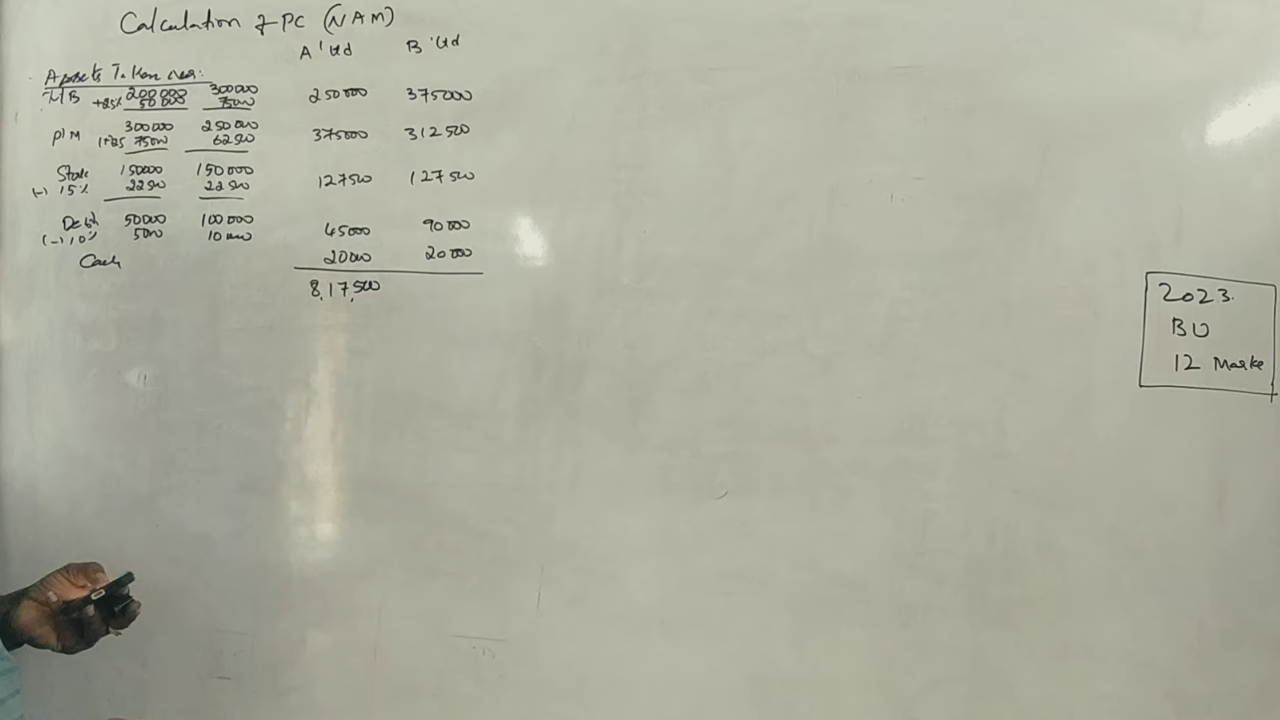 Calculation of PC (NAM)
A'Ltd B'Ltd
Assets Taken over:
L/B 200000 300000 250000 375000
+25% 50000 75000
P/M 300000 250000 375000 312500
1+25 75000 62500
Stock 150000 150000 127500 127500
(-) 15% 22500 22500
Debt 50000 100000 45000 90000
(-) 10% 5000 10000
Cash 20000 20000
8,17,500
2023.
BU
12 Marks